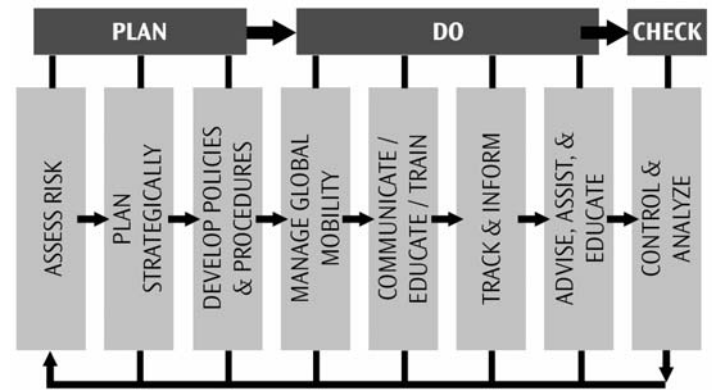 PLAN
DO
CHECK
ASSESS RISK
PLAN
STRATEGICALLY
DEVELOP POLICIES
& PROCEDURES
MANAGE GLOBAL
MOBILITY
COMMUNICATE /
EDUCATE / TRAIN
TRACK & INFORM
ADVISE, ASSIST, &
EDUCATE
CONTROL &
ANALYZE